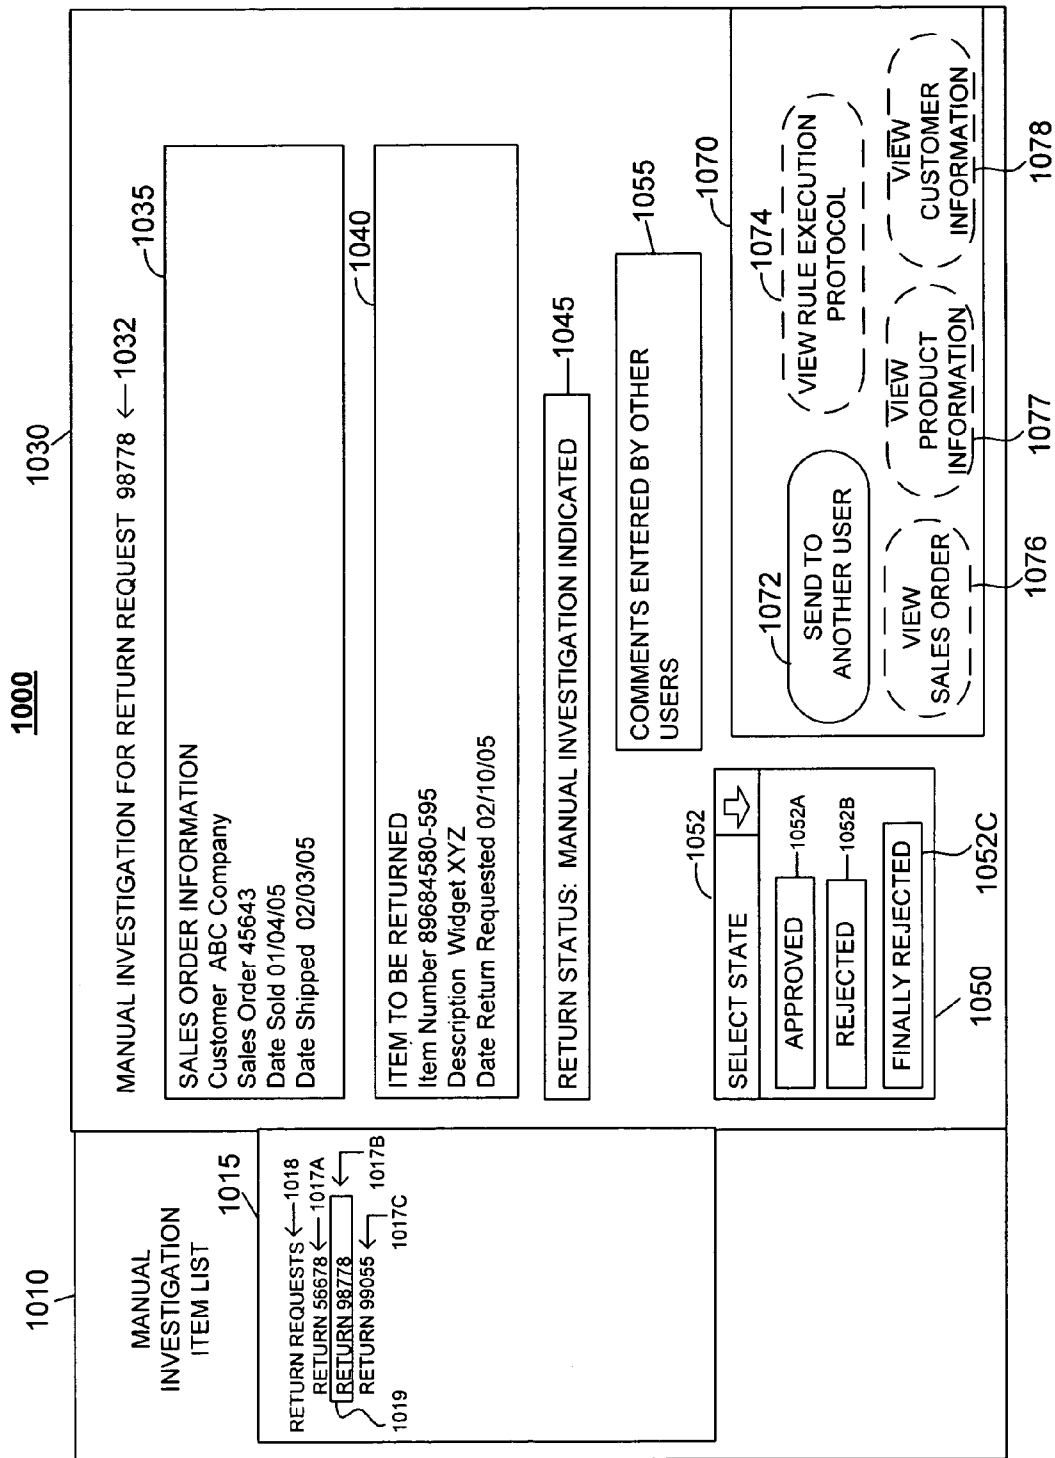 1000
1010
1030
MANUAL
INVESTIGATION
ITEM LIST
1015
RETURN REQUESTS
1018
RETURN 56678
1017A
RETURN 98778
1017B
RETURN 99055
1017C
1019
MANUAL INVESTIGATION FOR RETURN REQUEST 98778
1032
1035
SALES ORDER INFORMATION
Customer ABC Company
Sales Order 45643
Date Sold 01/04/05
Date Shipped 02/03/05
1040
ITEM TO BE RETURNED
Item Number 89684580-595
Description Widget XYZ
Date Return Requested 02/10/05
RETURN STATUS: MANUAL INVESTIGATION INDICATED
1045
COMMENTS ENTERED BY OTHER
USERS
1055
1052
SELECT STATE
APPROVED
1052A
REJECTED
1052B
FINALLY REJECTED
1052C
1050
1070
1072
SEND TO
ANOTHER USER
1074
VIEW RULE EXECUTION
PROTOCOL
VIEW
SALES ORDER
1076
VIEW
PRODUCT
INFORMATION
1077
VIEW
CUSTOMER
INFORMATION
1078